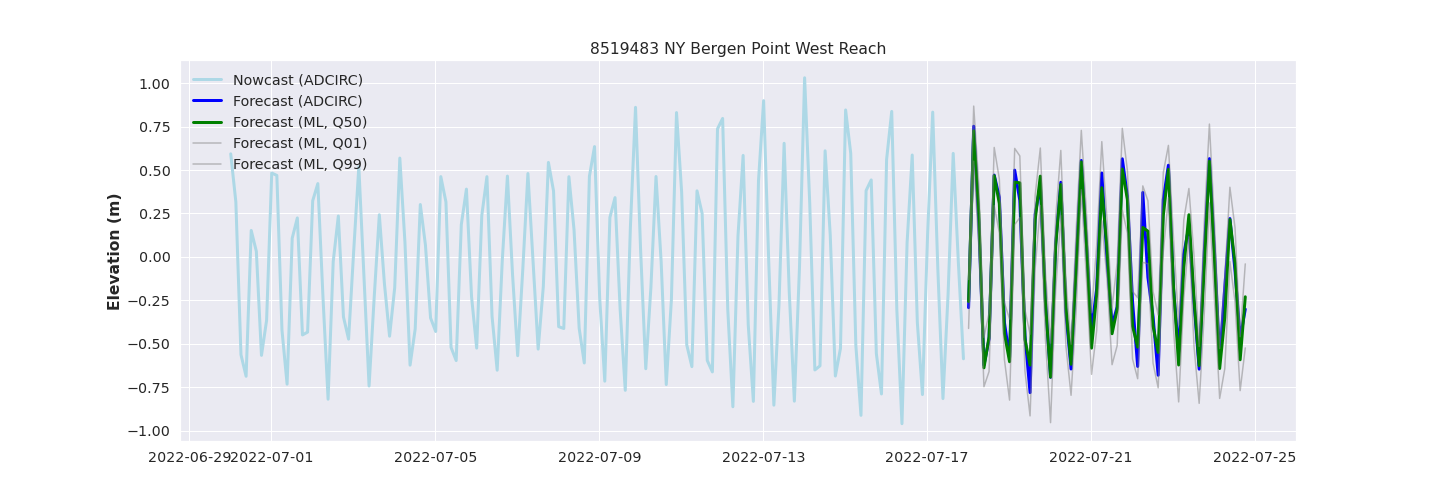 8519483 NY Bergen Point West Reach
Nowcast (ADCIRC)
Forecast (ADCIRC)
Forecast (ML, Q50)
Forecast (ML, Q01)
Forecast (ML, Q99)
Elevation (m)
1.00
0.75
0.50
0.25
0.00
−0.25
−0.50
−0.75
−1.00
2022-06-29 2022-07-01 2022-07-05 2022-07-09 2022-07-13 2022-07-17 2022-07-21 2022-07-25